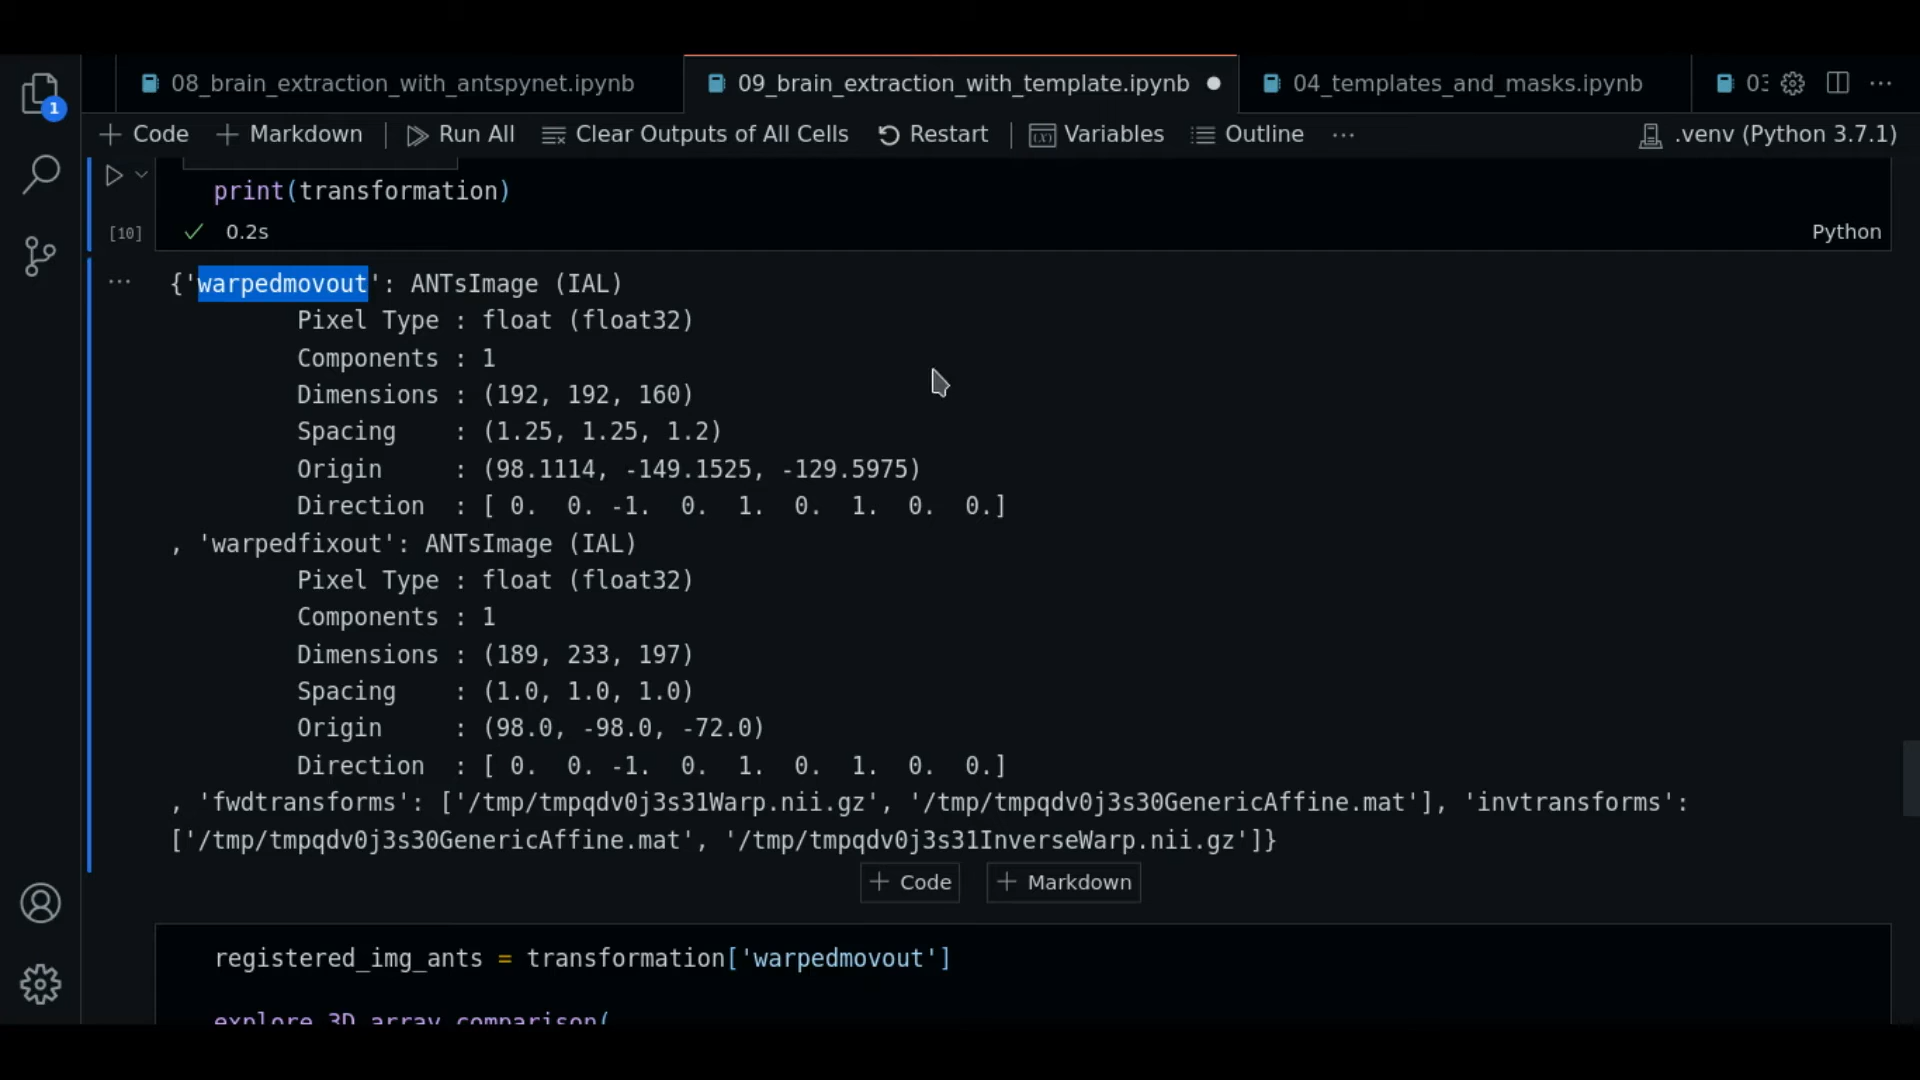 1
08_brain_extraction_with_antspynet.ipynb
09_brain_extraction_with_template.ipynb
04_templates_and_masks.ipynb
03
Code
Markdown
Run All
Clear Outputs of All Cells
Restart
Variables
Outline
.venv (Python 3.7.1)
print(transformation)
[10]
0.2s
Python
{'warpedmovout': ANTsImage (IAL)
Pixel Type : float (float32)
Components : 1
Dimensions : (192, 192, 160)
Spacing    : (1.25, 1.25, 1.2)
Origin     : (98.1114, -149.1525, -129.5975)
Direction  : [ 0.  0. -1.  0.  1.  0.  1.  0.  0.]
, 'warpedfixout': ANTsImage (IAL)
Pixel Type : float (float32)
Components : 1
Dimensions : (189, 233, 197)
Spacing    : (1.0, 1.0, 1.0)
Origin     : (98.0, -98.0, -72.0)
Direction  : [ 0.  0. -1.  0.  1.  0.  1.  0.  0.]
, 'fwdtransforms': ['/tmp/tmpqdv0j3s31Warp.nii.gz', '/tmp/tmpqdv0j3s30GenericAffine.mat'], 'invtransforms':
['/tmp/tmpqdv0j3s30GenericAffine.mat', '/tmp/tmpqdv0j3s31InverseWarp.nii.gz']}
Code
Markdown
registered_img_ants = transformation['warpedmovout']
explore_3D_array_comparison(